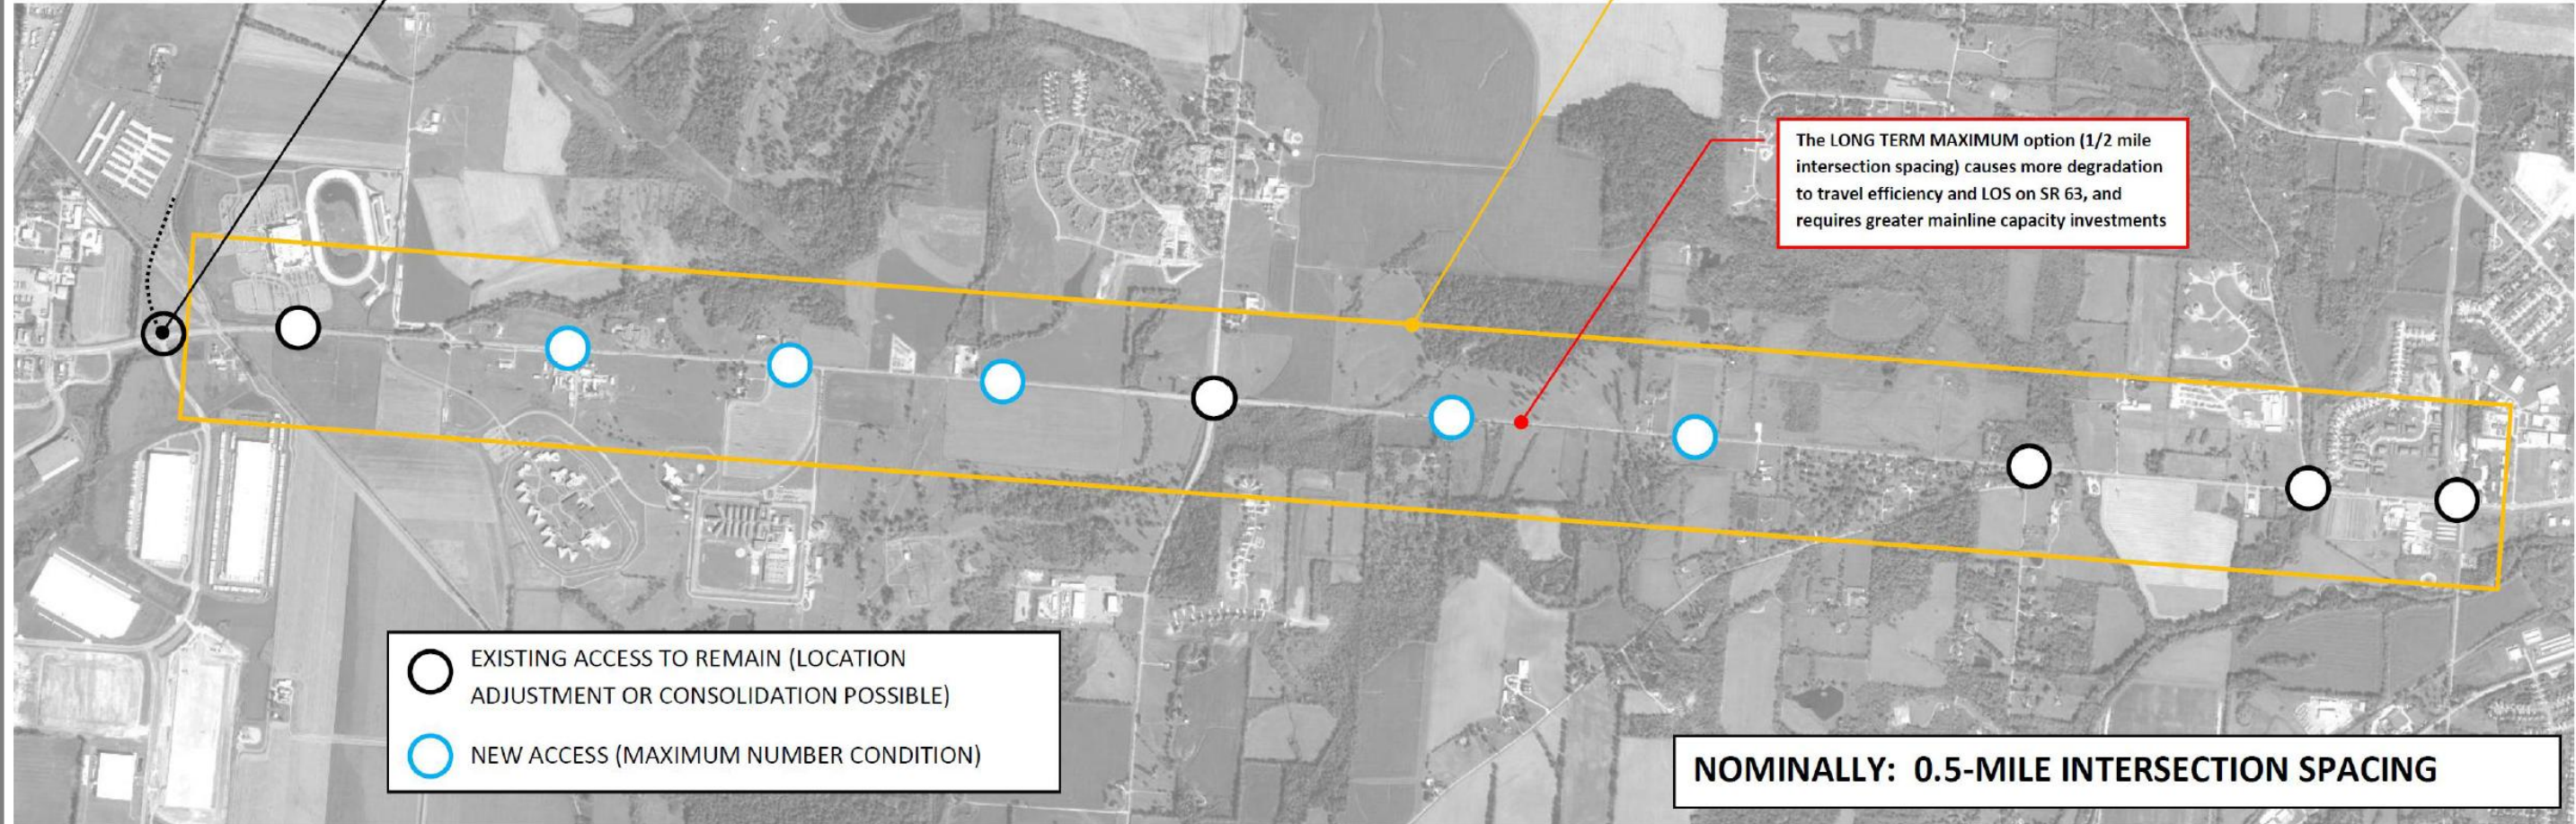 The LONG TERM MAXIMUM option (1/2 mile
intersection spacing) causes more degradation
to travel efficiency and LOS on SR 63, and
requires greater mainline capacity investments
EXISTING ACCESS TO REMAIN (LOCATION
ADJUSTMENT OR CONSOLIDATION POSSIBLE)
NEW ACCESS (MAXIMUM NUMBER CONDITION)
NOMINALLY: 0.5-MILE INTERSECTION SPACING